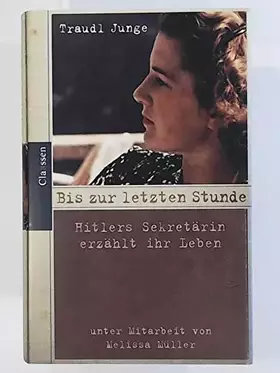 Traudl Junge
Claassen
Bis zur letzten Stunde
Hitlers Sekretärin
erzählt ihr Leben
unter Mitarbeit von
Melissa Müller